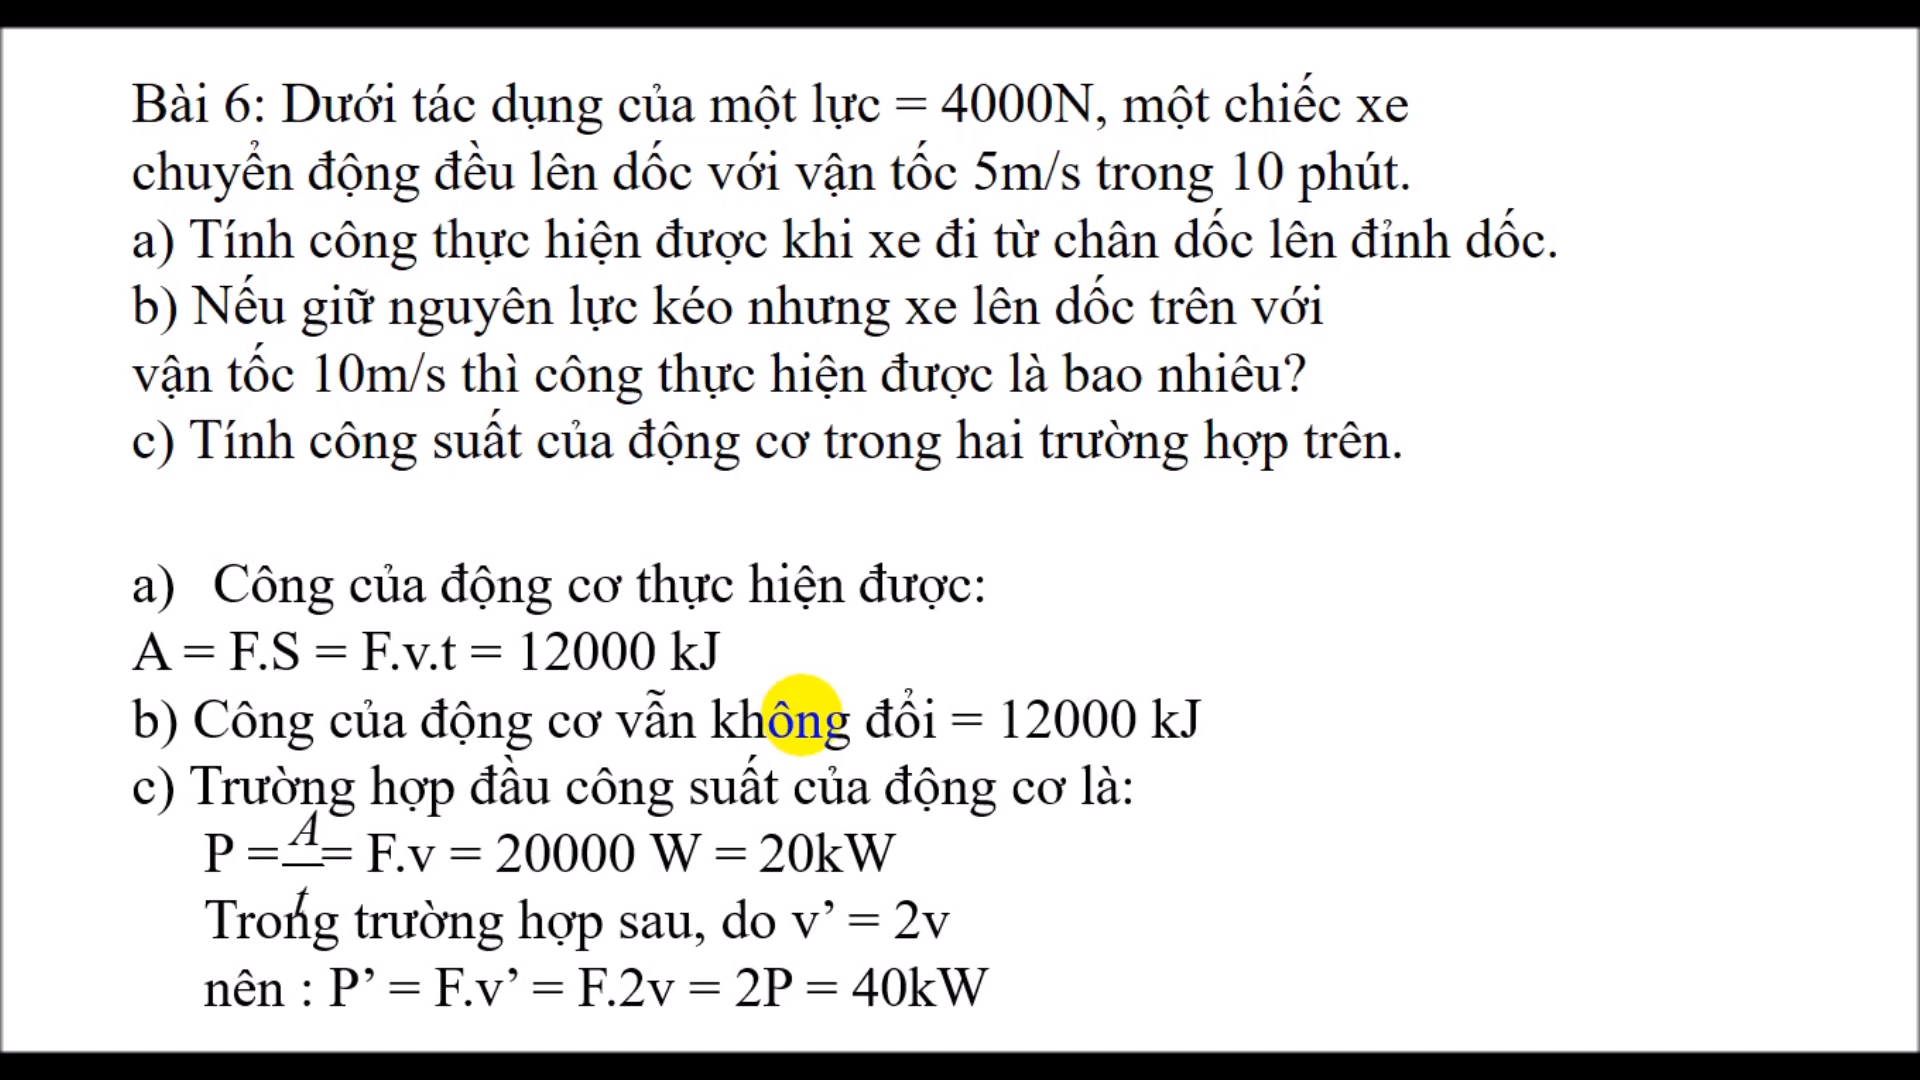 Bài 6: Dưới tác dụng của một lực = 4000N, một chiếc xe
chuyển động đều lên dốc với vận tốc 5m/s trong 10 phút.
a) Tính công thực hiện được khi xe đi từ chân dốc lên đỉnh dốc.
b) Nếu giữ nguyên lực kéo nhưng xe lên dốc trên với
vận tốc 10m/s thì công thực hiện được là bao nhiêu?
c) Tính công suất của động cơ trong hai trường hợp trên.
a) Công của động cơ thực hiện được:
A = F.S = F.v.t = 12000 kJ
b) Công của động cơ vẫn không đổi = 12000 kJ
c) Trường hợp đầu công suất của động cơ là:
P = A/t = F.v = 20000 W = 20kW
Trong trường hợp sau, do v’ = 2v
nên : P’ = F.v’ = F.2v = 2P = 40kW